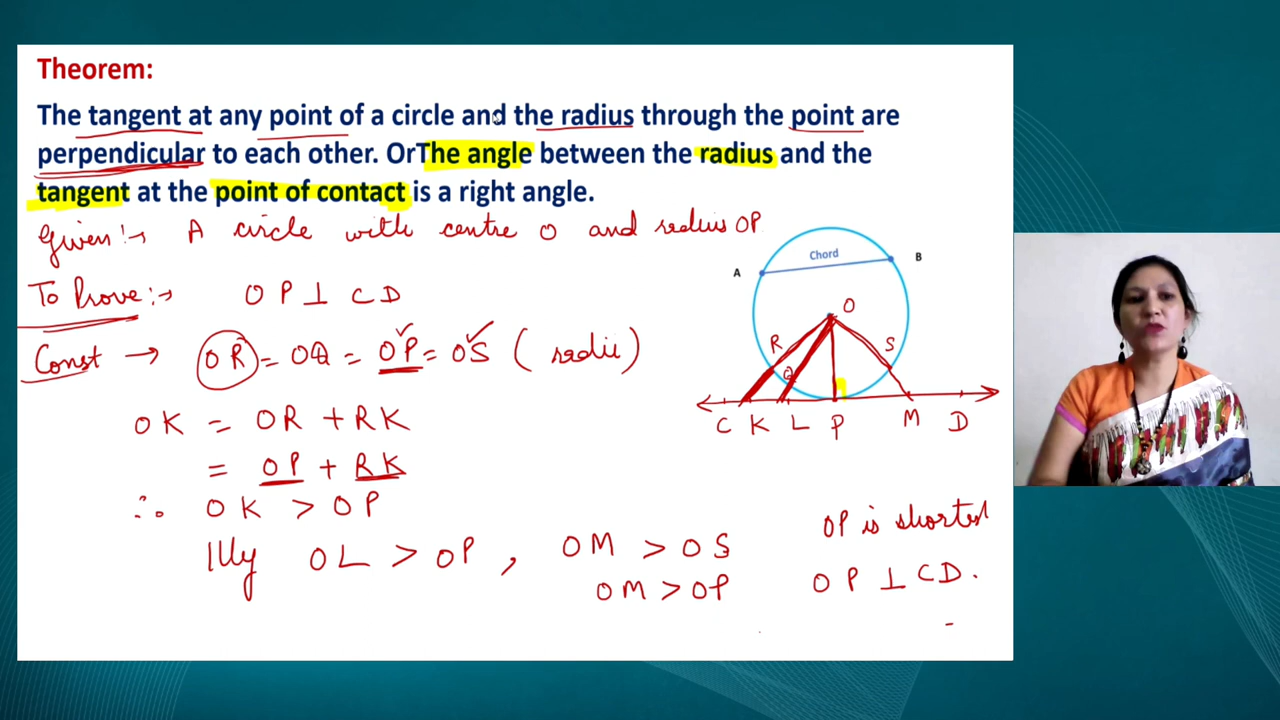 Theorem:
The tangent at any point of a circle and the radius through the point are
perpendicular to each other. OrThe angle between the radius and the
tangent at the point of contact is a right angle.
Given:→ A circle with centre O and radius OP
To Prove:→ OP⊥CD
Const → OR = OQ = OP = OS (radii)
OK = OR + RK
= OP + RK
∴ OK > OP
Illy OL > OP, OM > OS
OM > OP
Chord
A
B
O
R
S
Q
C K L P M D
OP is shortest
OP ⊥ CD.